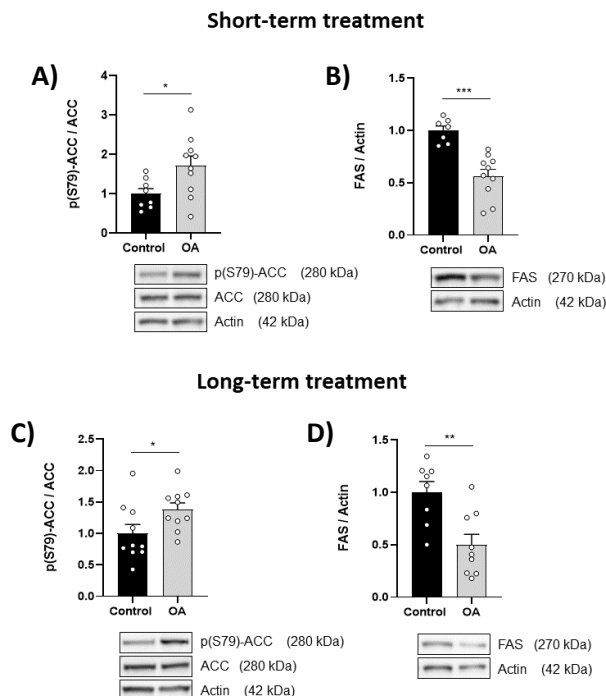 Short-term treatment
A)
*
p(S79)-ACC / ACC
4
3
2
1
0
Control OA
p(S79)-ACC (280 kDa)
ACC (280 kDa)
Actin (42 kDa)
B)
***
FAS / Actin
1.5
1.0
0.5
0.0
Control OA
FAS (270 kDa)
Actin (42 kDa)
Long-term treatment
C)
*
p(S79)-ACC / ACC
2.5
2.0
1.5
1.0
0.5
0.0
Control OA
p(S79)-ACC (280 kDa)
ACC (280 kDa)
Actin (42 kDa)
D)
**
FAS / Actin
1.5
1.0
0.5
0.0
Control OA
FAS (270 kDa)
Actin (42 kDa)